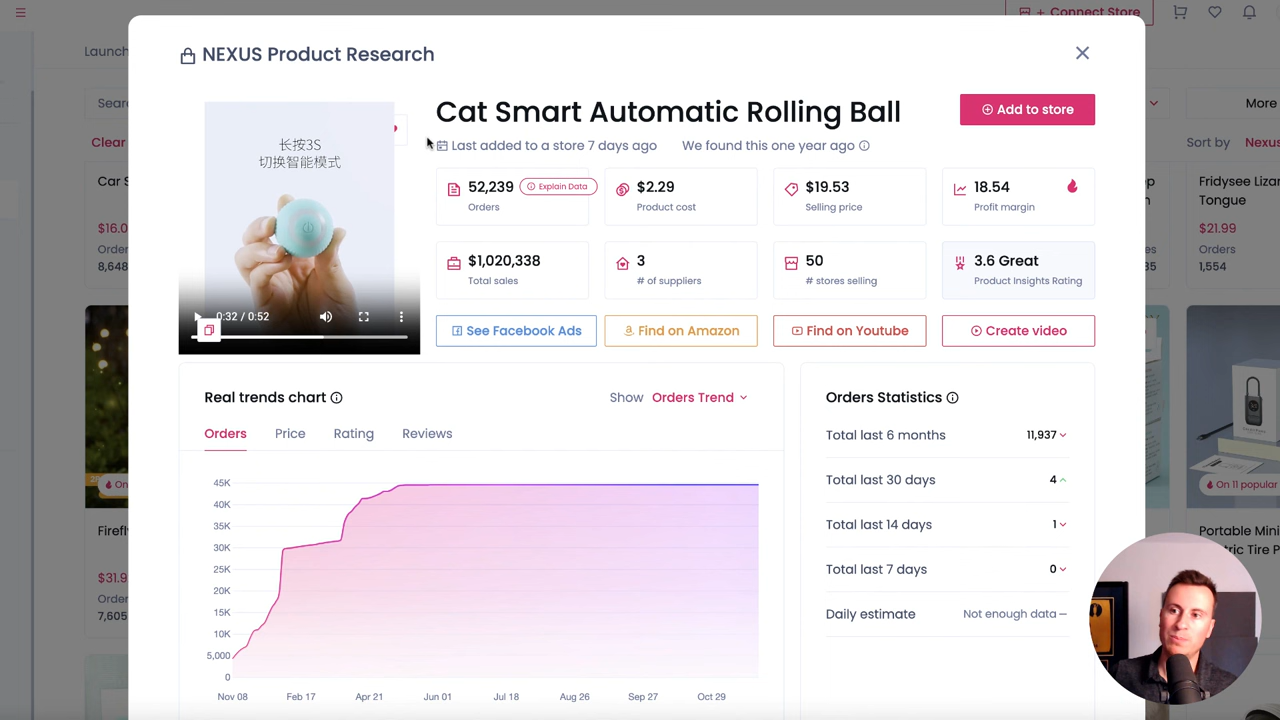 + Connect Store
Launch
NEXUS Product Research
Sear
More
Clear
Sort by
Nexus
长按3S
切换智能模式
0:32 / 0:52
Cat Smart Automatic Rolling Ball
Add to store
Last added to a store 7 days ago
We found this one year ago
52,239
Explain Data
Orders
$2.29
Product cost
$19.53
Selling price
18.54
Profit margin
$1,020,338
Total sales
3
# of suppliers
50
# stores selling
3.6 Great
Product Insights Rating
See Facebook Ads
Find on Amazon
Find on Youtube
Create video
Car S
$16.0
Order
8,648
Fridysee Lizar
Tongue
$21.99
Orders
1,554
Real trends chart
Show
Orders Trend
Orders
Price
Rating
Reviews
45K
40K
35K
30K
25K
20K
15K
10K
5,000
0
Nov 08
Feb 17
Apr 21
Jun 01
Jul 18
Aug 26
Sep 27
Oct 29
Orders Statistics
Total last 6 months
11,937
Total last 30 days
4
Total last 14 days
1
Total last 7 days
0
Daily estimate
Not enough data
On
Firefl
$31.9
Orde
7,605
On 11 popular
Portable Mini